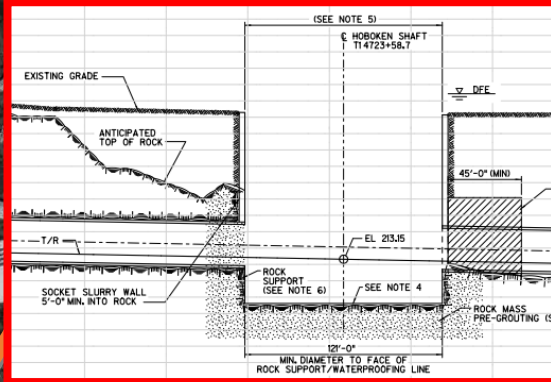 (SEE NOTE 5)
℄ HOBOKEN SHAFT
T14723+58.7
EXISTING GRADE
DFE
ANTICIPATED
TOP OF ROCK
45'-0" (MIN)
T/R
EL 213.15
SOCKET SLURRY WALL
5'-0" MIN. INTO ROCK
ROCK
SUPPORT
(SEE NOTE 6)
SEE NOTE 4
ROCK MASS
PRE-GROUTING (S
121'-0"
MIN. DIAMETER TO FACE OF
ROCK SUPPORT/WATERPROOFING LINE